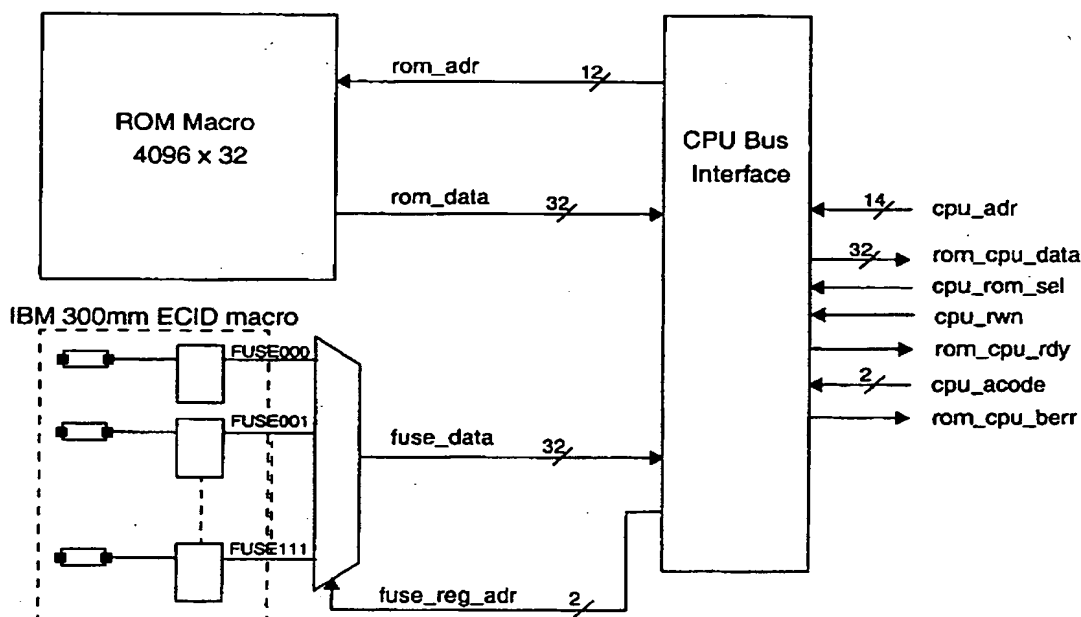 rom_adr
12
ROM Macro
4096 x 32
CPU Bus
Interface
rom_data
32
14
cpu_adr
32
rom_cpu_data
cpu_rom_sel
cpu_rwn
rom_cpu_rdy
2
cpu_acode
rom_cpu_berr
IBM 300mm ECID macro
FUSE000
FUSE001
fuse_data
32
FUSE111
fuse_reg_adr
2